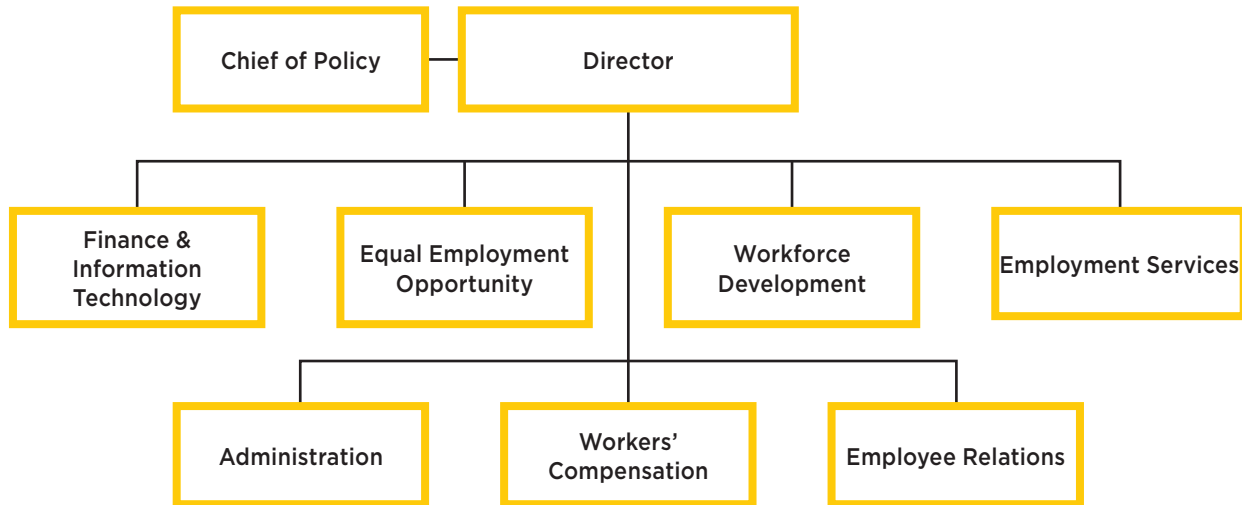 Chief of Policy
Director
Finance &
Information
Technology
Equal Employment
Opportunity
Workforce
Development
Employment Services
Administration
Workers’
Compensation
Employee Relations